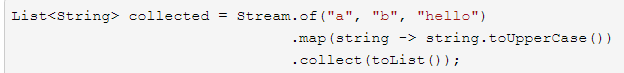 List<String> collected = Stream.of("a", "b", "hello")
.map(string -> string.toUpperCase())
.collect(toList());